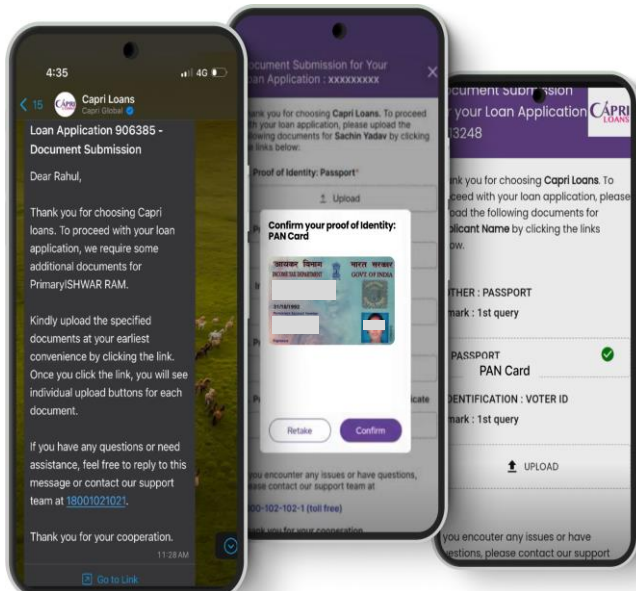 4:35
4G
15
CAPRI LOANS
Capri Loans
Capri Global
Loan Application 906385 -
Document Submission
Dear Rahul,
Thank you for choosing Capri
loans. To proceed with your loan
application, we require some
additional documents for
PrimaryISHWAR RAM.
Kindly upload the specified
documents at your earliest
convenience by clicking the link.
Once you click the link, you will see
individual upload buttons for each
document.
If you have any questions or need
assistance, feel free to reply to this
message or contact our support
team at 18001021021.
Thank you for your cooperation.
11:28 AM
Go to Link
Document Submission for Your
Loan Application : xxxxxxxxx
Thank you for choosing Capri Loans. To proceed
with your loan application, please upload the
following documents for Sachin Yadav by clicking
the links below:
Proof of Identity: Passport*
Upload
Confirm your proof of Identity:
PAN Card
आयकर विभाग
भारत सरकार
INCOME TAX DEPARTMENT
GOVT. OF INDIA
Retake
Confirm
you encounter any issues or have questions,
please contact our support team at
800-102-102-1 (toll free)
Thank you for your cooperation
Document Submission
your Loan Application
3248
CAPRI
LOANS
Thank you for choosing Capri Loans. To
proceed with your loan application, please
upload the following documents for
Applicant Name by clicking the links
OTHER : PASSPORT
mark : 1st query
PASSPORT
PAN Card
IDENTIFICATION : VOTER ID
mark : 1st query
UPLOAD
you encouter any issues or have
questions, please contact our support